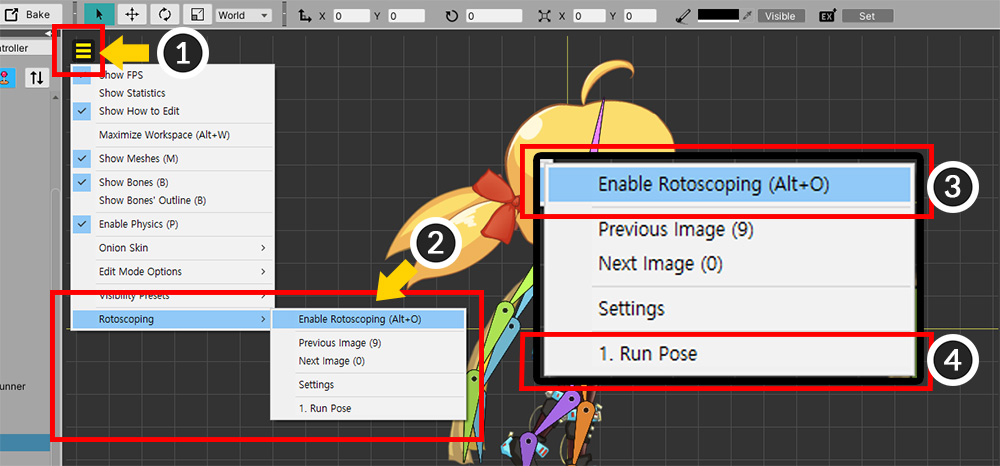 Bake
World
X 0 Y 0
0
X 0 Y 0
Visible
EX+
Set
ntroller
1
Show FPS
Show Statistics
Show How to Edit
Maximize Workspace (Alt+W)
Show Meshes (M)
Show Bones (B)
Show Bones' Outline (B)
Enable Physics (P)
Onion Skin
Edit Mode Options
Visibility Presets
Rotoscoping
2
Enable Rotoscoping (Alt+O)
Previous Image (9)
Next Image (0)
Settings
1. Run Pose
Enable Rotoscoping (Alt+O)
3
Previous Image (9)
Next Image (0)
Settings
1. Run Pose
4
unner